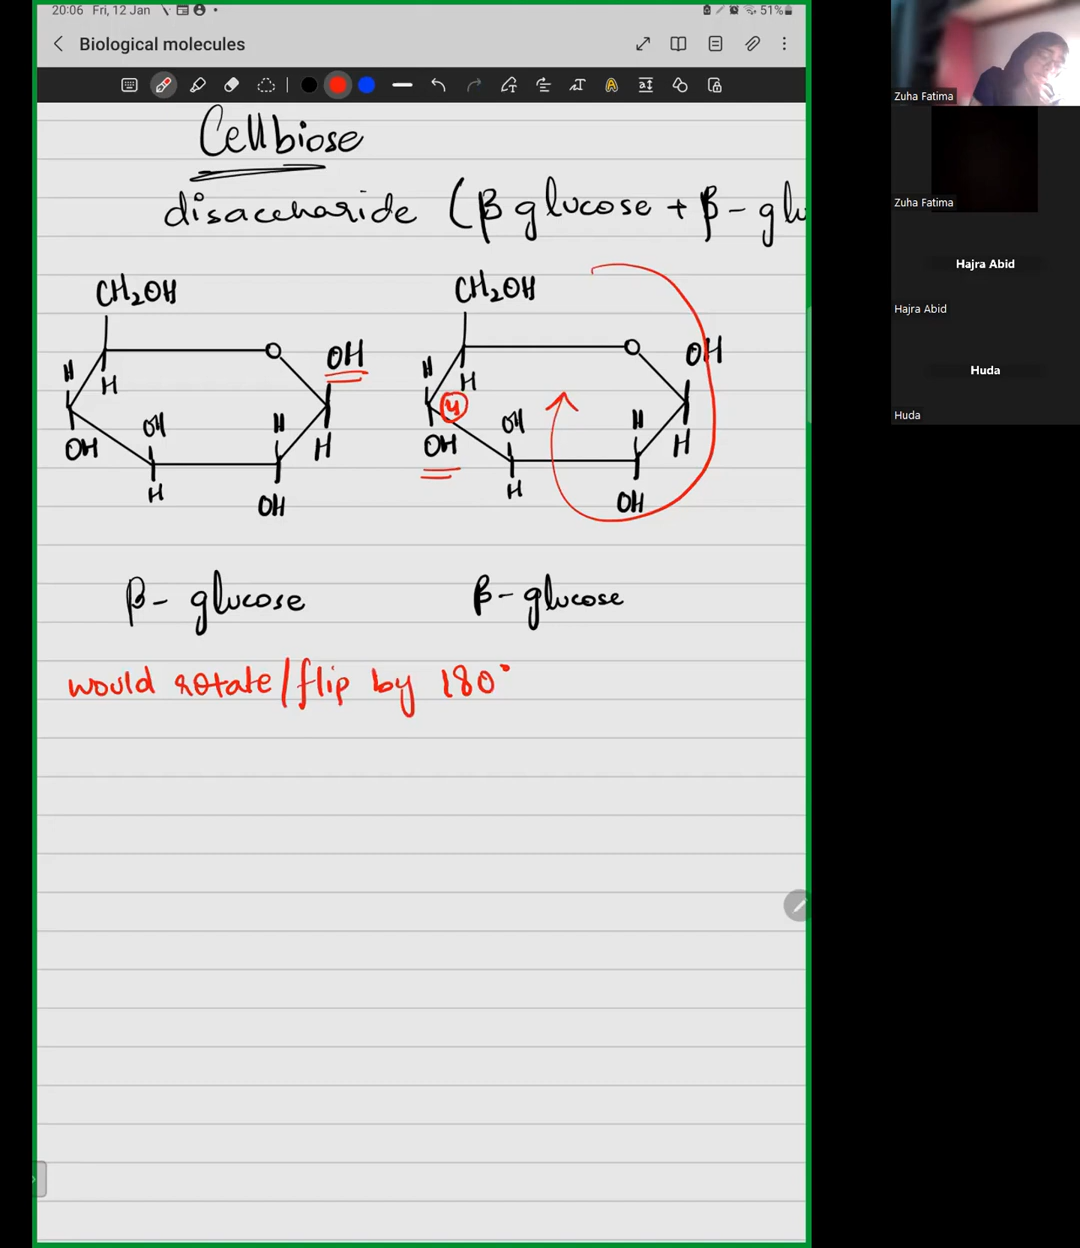 20:06 Fri, 12 Jan
51%
Biological molecules
Cellbiose
disaccharide (β glucose + β - glu
CH₂OH CH₂OH
O OH O OH
H H H H
OH H H OH H H
OH OH
H OH H OH
β - glucose β - glucose
would rotate/flip by 180°
4
Zuha Fatima
Zuha Fatima
Hajra Abid
Hajra Abid
Huda
Huda